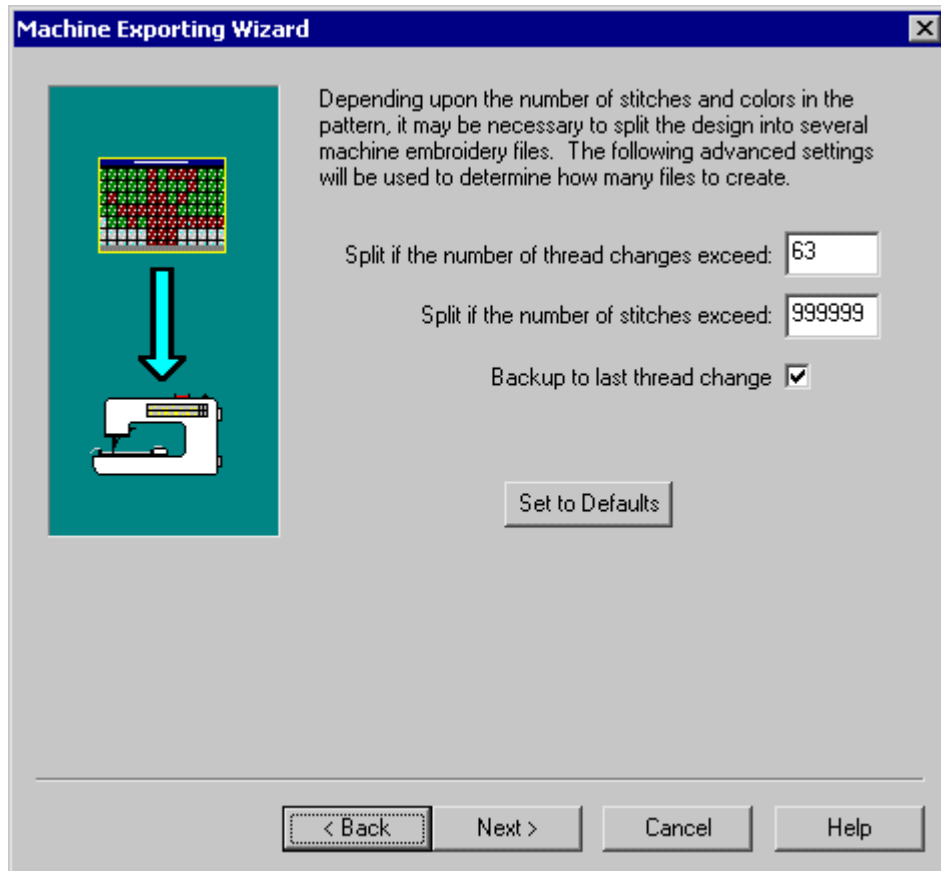 Machine Exporting Wizard
Depending upon the number of stitches and colors in the
pattern, it may be necessary to split the design into several
machine embroidery files.  The following advanced settings
will be used to determine how many files to create.
Split if the number of thread changes exceed: 63
Split if the number of stitches exceed: 999999
Backup to last thread change
Set to Defaults
< Back Next > Cancel Help